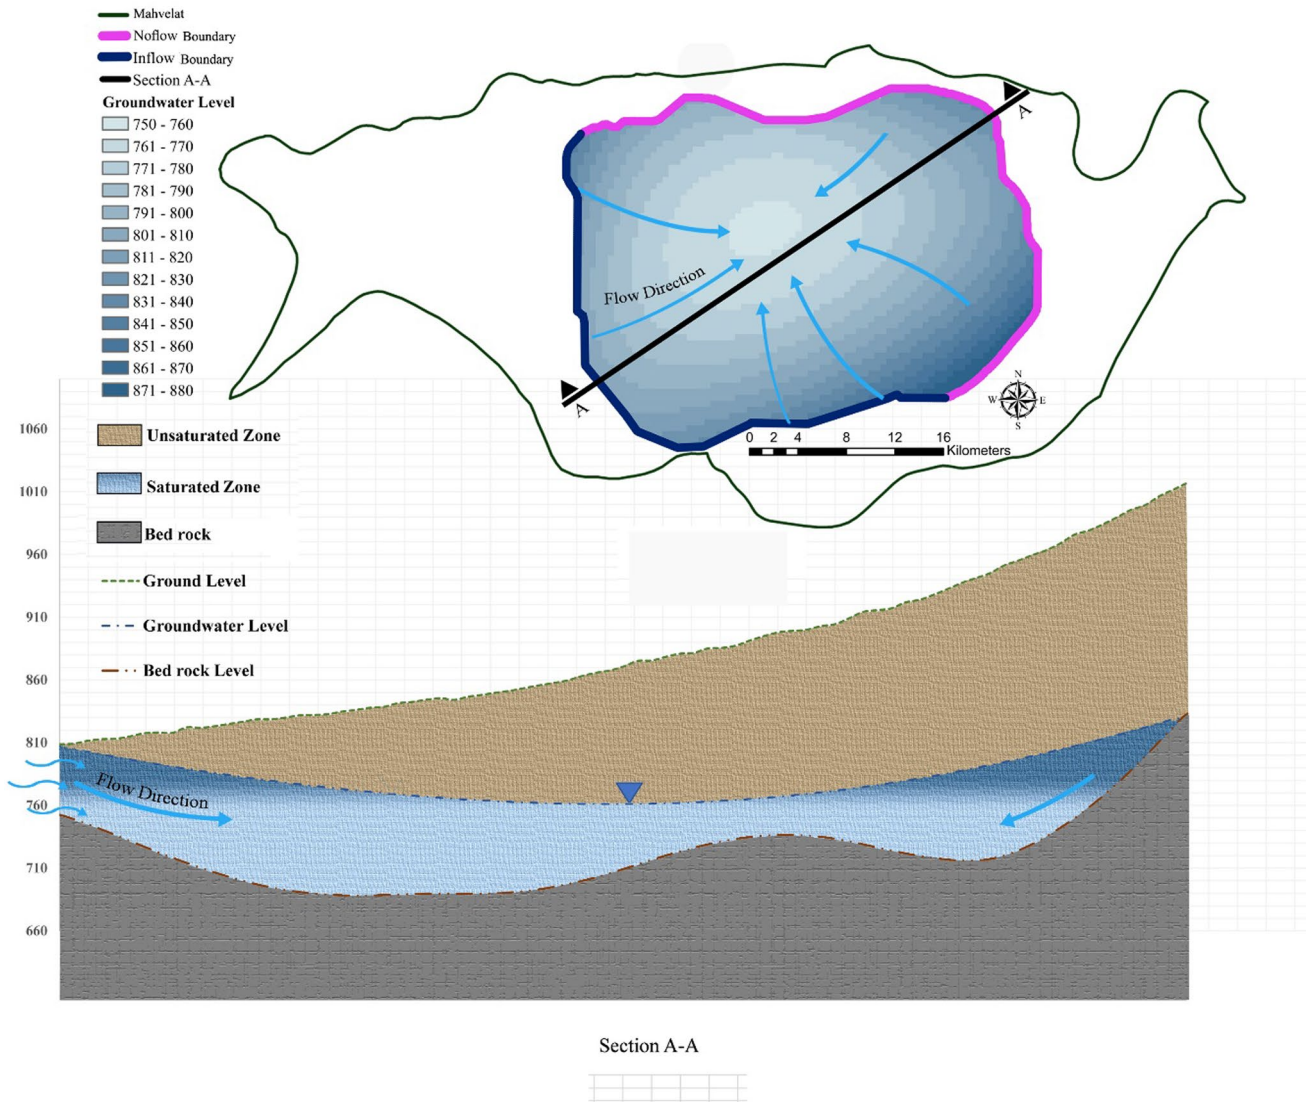 Mahvelat
Noflow Boundary
Inflow Boundary
Section A-A
Groundwater Level
750 - 760
761 - 770
771 - 780
781 - 790
791 - 800
801 - 810
811 - 820
821 - 830
831 - 840
841 - 850
851 - 860
861 - 870
871 - 880
A
Flow Direction
A
N
W E
S
0 2 4 8 12 16
Kilometers
1060
1010
960
910
860
810
760
710
660
Unsaturated Zone
Saturated Zone
Bed rock
Ground Level
Groundwater Level
Bed rock Level
Flow Direction
Section A-A